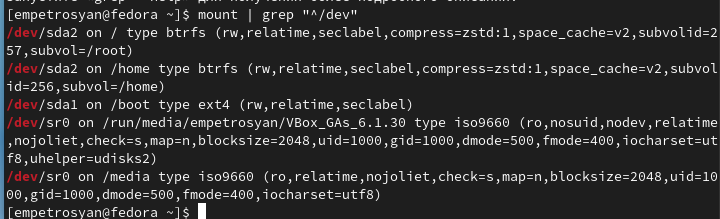 [empetrosyan@fedora ~]$ mount | grep "^/dev"
/dev/sda2 on / type btrfs (rw,relatime,seclabel,compress=zstd:1,space_cache=v2,subvolid=2
57,subvol=/root)
/dev/sda2 on /home type btrfs (rw,relatime,seclabel,compress=zstd:1,space_cache=v2,subvol
id=256,subvol=/home)
/dev/sda1 on /boot type ext4 (rw,relatime,seclabel)
/dev/sr0 on /run/media/empetrosyan/VBox_GAs_6.1.30 type iso9660 (ro,nosuid,nodev,relatime
,nojoliet,check=s,map=n,blocksize=2048,uid=1000,gid=1000,dmode=500,fmode=400,iocharset=ut
f8,uhelper=udisks2)
/dev/sr0 on /media type iso9660 (ro,relatime,nojoliet,check=s,map=n,blocksize=2048,uid=10
00,gid=1000,dmode=500,fmode=400,iocharset=utf8)
[empetrosyan@fedora ~]$